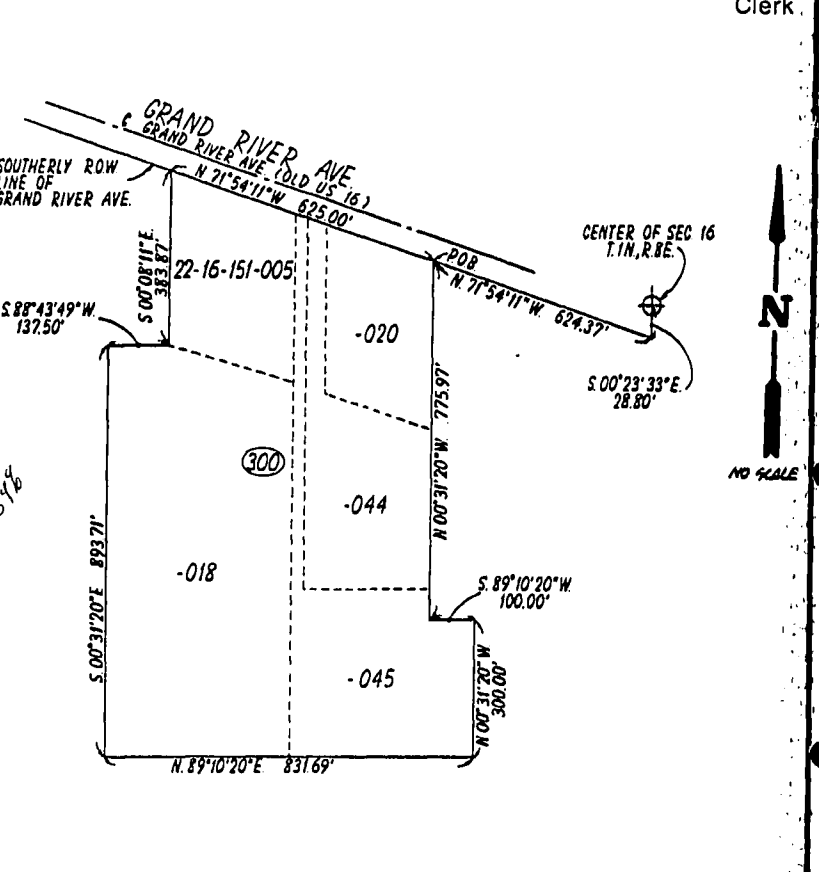 Clerk
GRAND RIVER AVE.
GRAND RIVER AVE. (OLD US 16)
SOUTHERLY ROW
LINE OF
GRAND RIVER AVE.
N 71°54'11"W 625.00'
CENTER OF SEC 16
T.1N.,R.8E.
P.O.B
N. 71°54'11"W. 624.37'
S 00°08'11"E.
383.87'
22-16-151-005
N
S.88°43'49"W.
137.50'
-020
S.00°23'33"E.
28.80'
N 00°31'20"W. 775.97'
300
NO SCALE
-044
S 00°31'20"E 893.71'
-018
S. 89°10'20"W.
100.00'
-045
N 00°31'20"W
300.00'
N. 89°10'20"E. 831.69'